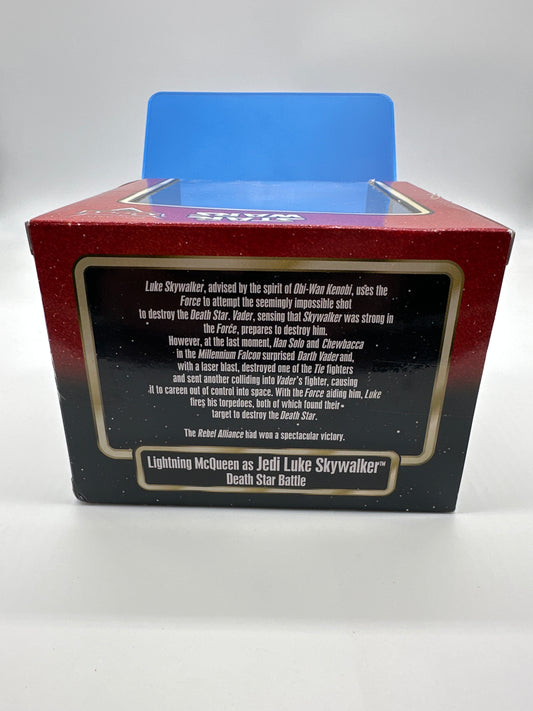 STAR
WARS
Luke Skywalker, advised by the spirit of Obi-Wan Kenobi, uses the
Force to attempt the seemingly impossible shot
to destroy the Death Star. Vader, sensing that Skywalker was strong in
the Force, prepares to destroy him.
However, at the last moment, Han Solo and Chewbacca
in the Millennium Falcon surprised Darth Vader and,
with a laser blast, destroyed one of the Tie fighters
and sent another colliding into Vader's fighter, causing
it to careen out of control into space. With the Force aiding him, Luke
fires his torpedoes, both of which found their
target to destroy the Death Star.
The Rebel Alliance had won a spectacular victory.
Lightning McQueen as Jedi Luke Skywalker™
Death Star Battle